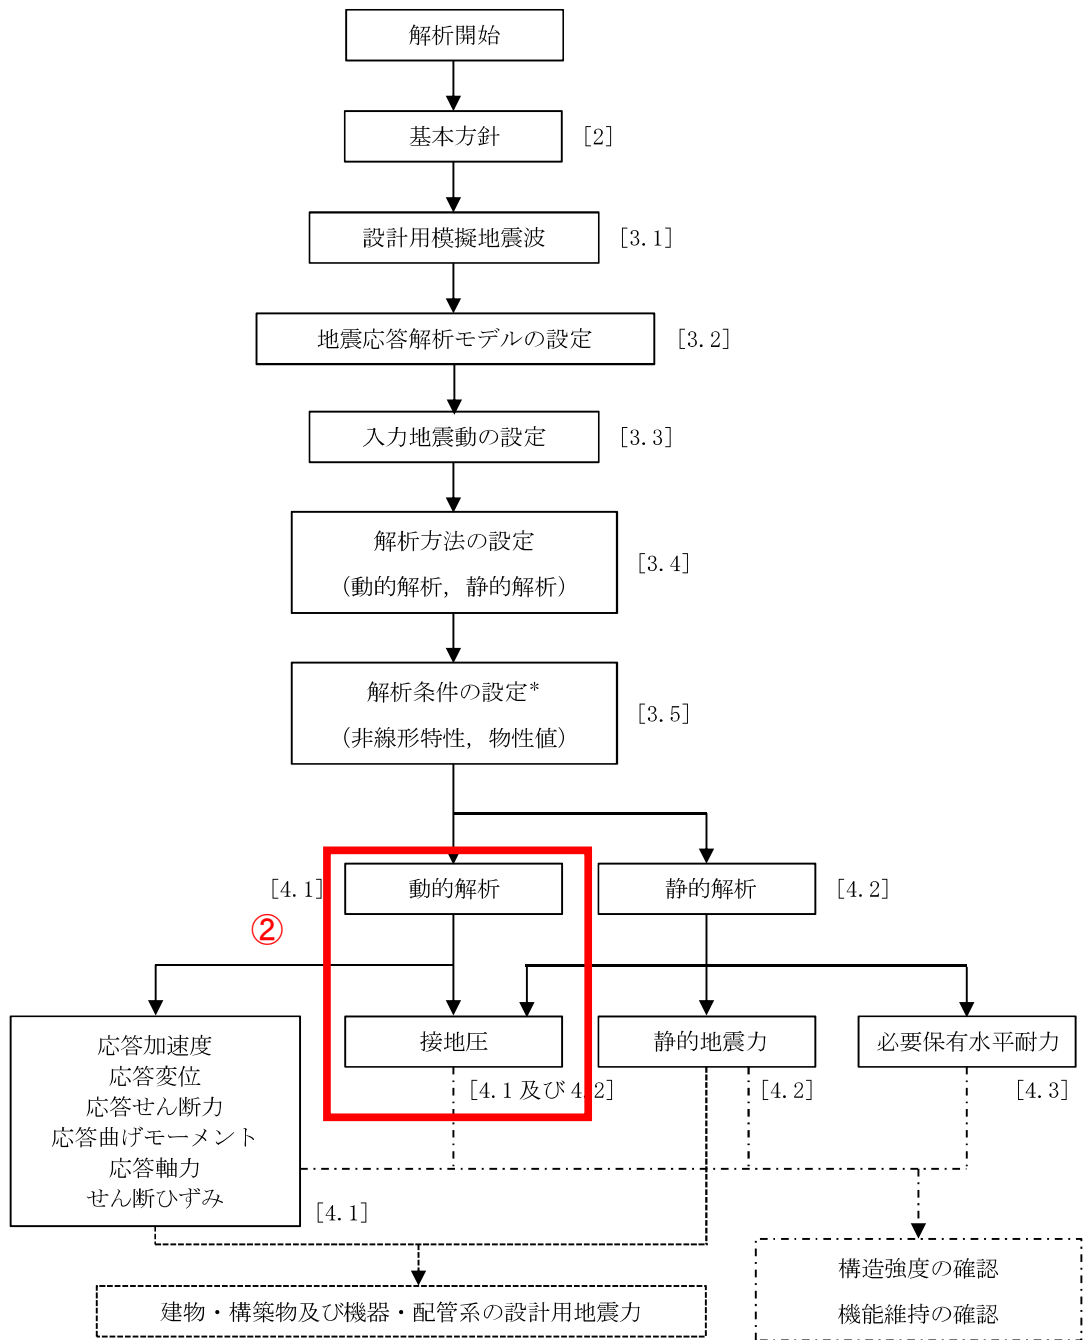 解析開始
基本方針 [2]
設計用模擬地震波 [3.1]
地震応答解析モデルの設定 [3.2]
入力地震動の設定 [3.3]
解析方法の設定
(動的解析，静的解析) [3.4]
解析条件の設定*
(非線形特性，物性値) [3.5]
[4.1] 動的解析 静的解析 [4.2]
②
応答加速度
応答変位
応答せん断力
応答曲げモーメント
応答軸力
せん断ひずみ
[4.1]
接地圧
[4.1 及び 4.2]
静的地震力
[4.2]
必要保有水平耐力
[4.3]
建物・構築物及び機器・配管系の設計用地震力
構造強度の確認
機能維持の確認